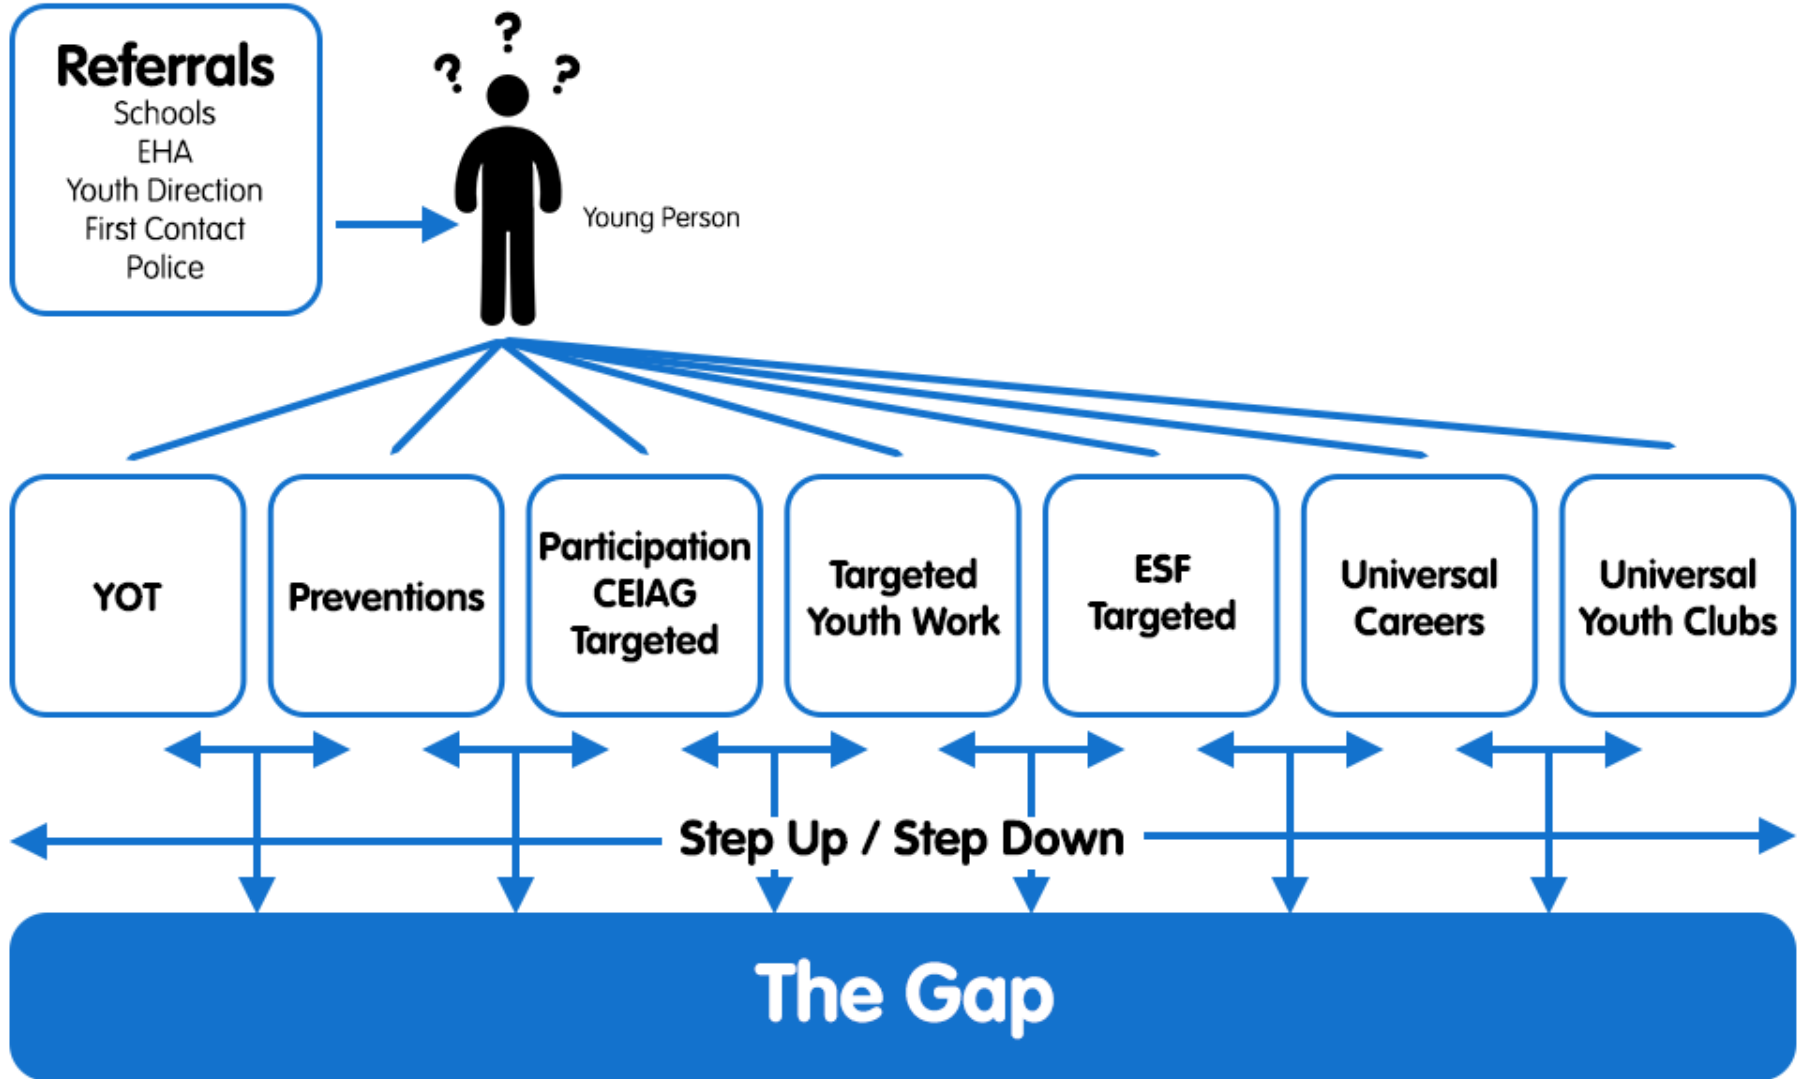 Referrals
Schools
EHA
Youth Direction
First Contact
Police
?
?
?
Young Person
YOT
Preventions
Participation
CEIAG
Targeted
Targeted
Youth Work
ESF
Targeted
Universal
Careers
Universal
Youth Clubs
Step Up / Step Down
The Gap